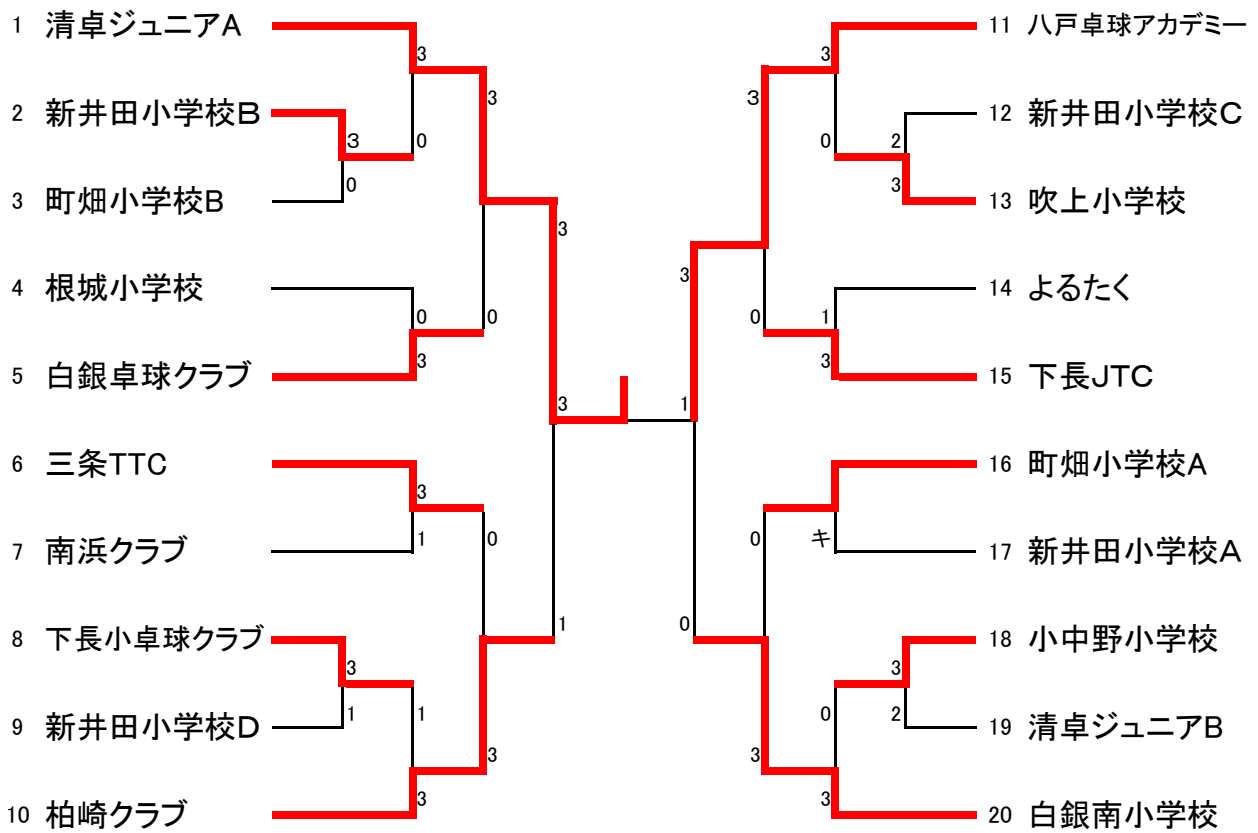 1 清卓ジュニアA
3
3
2 新井田小学校B
3
0
0
3 町畑小学校B
3
4 根城小学校
0
0
3
5 白銀卓球クラブ
3
6 三条TTC
3
1
0
7 南浜クラブ
8 下長小卓球クラブ
1
3
1
1
9 新井田小学校D
3
3
10 柏崎クラブ
11 八戸卓球アカデミー
3
3
12 新井田小学校C
0
2
3
13 吹上小学校
3
14 よるたく
0
1
3
15 下長JTC
1
16 町畑小学校A
0
キ
17 新井田小学校A
0
18 小中野小学校
3
0
2
19 清卓ジュニアB
3
3
20 白銀南小学校